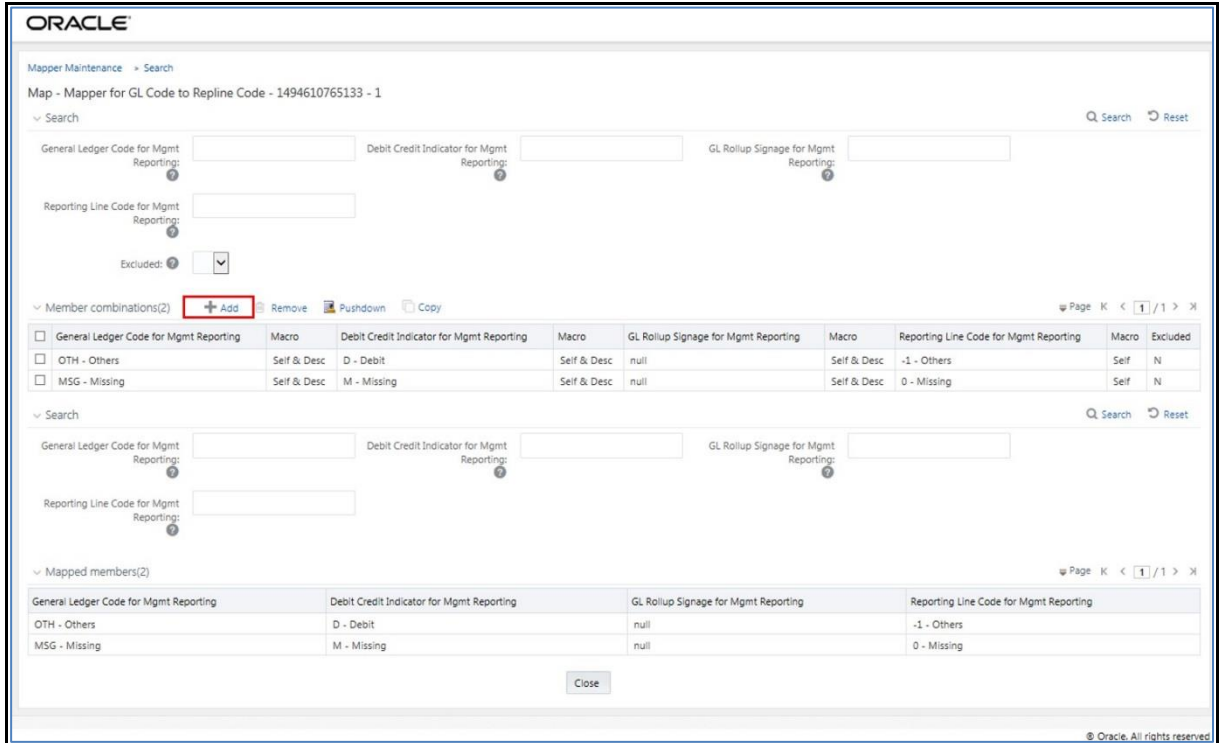 ORACLE
Mapper Maintenance » Search
Map - Mapper for GL Code to Repline Code - 1494610765133 - 1
Search Search Reset
General Ledger Code for Mgmt Debit Credit Indicator for Mgmt GL Rollup Signage for Mgmt
Reporting: Reporting: Reporting:
Reporting Line Code for Mgmt
Reporting:
Excluded:
Member combinations(2) Add Remove Pushdown Copy Page 1 / 1
General Ledger Code for Mgmt Reporting Macro Debit Credit Indicator for Mgmt Reporting Macro GL Rollup Signage for Mgmt Reporting Macro Reporting Line Code for Mgmt Reporting Macro Excluded
OTH - Others Self & Desc D - Debit Self & Desc null Self & Desc -1 - Others Self N
MSG - Missing Self & Desc M - Missing Self & Desc null Self & Desc 0 - Missing Self N
Search Search Reset
General Ledger Code for Mgmt Debit Credit Indicator for Mgmt GL Rollup Signage for Mgmt
Reporting: Reporting: Reporting:
Reporting Line Code for Mgmt
Reporting:
Mapped members(2) Page 1 / 1
General Ledger Code for Mgmt Reporting Debit Credit Indicator for Mgmt Reporting GL Rollup Signage for Mgmt Reporting Reporting Line Code for Mgmt Reporting
OTH - Others D - Debit null -1 - Others
MSG - Missing M - Missing null 0 - Missing
Close
© Oracle. All rights reserved